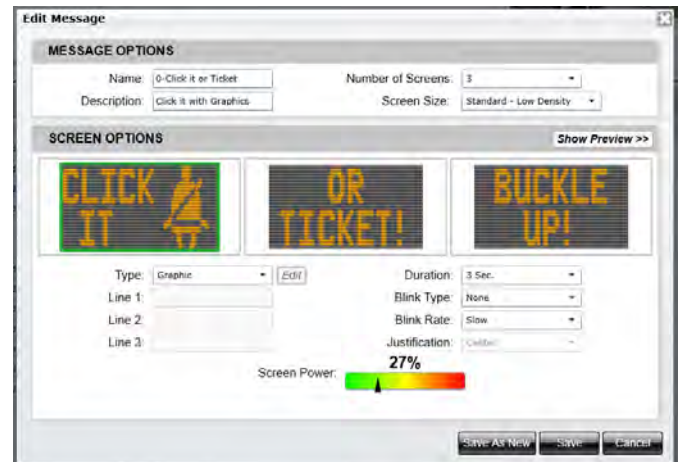 Edit Message
MESSAGE OPTIONS
Name: 0-Click it or Ticket Number of Screens: 3
Description: Click it with Graphics Screen Size: Standard - Low Density
SCREEN OPTIONS Show Preview >>
CLICK
IT
OR
TICKET!
BUCKLE
UP!
Type: Graphic Edit Duration: 3 Sec.
Line 1: Blink Type: None
Line 2: Blink Rate: Slow
Line 3: Justification: Center
Screen Power: 27%
Save As New Save Cancel